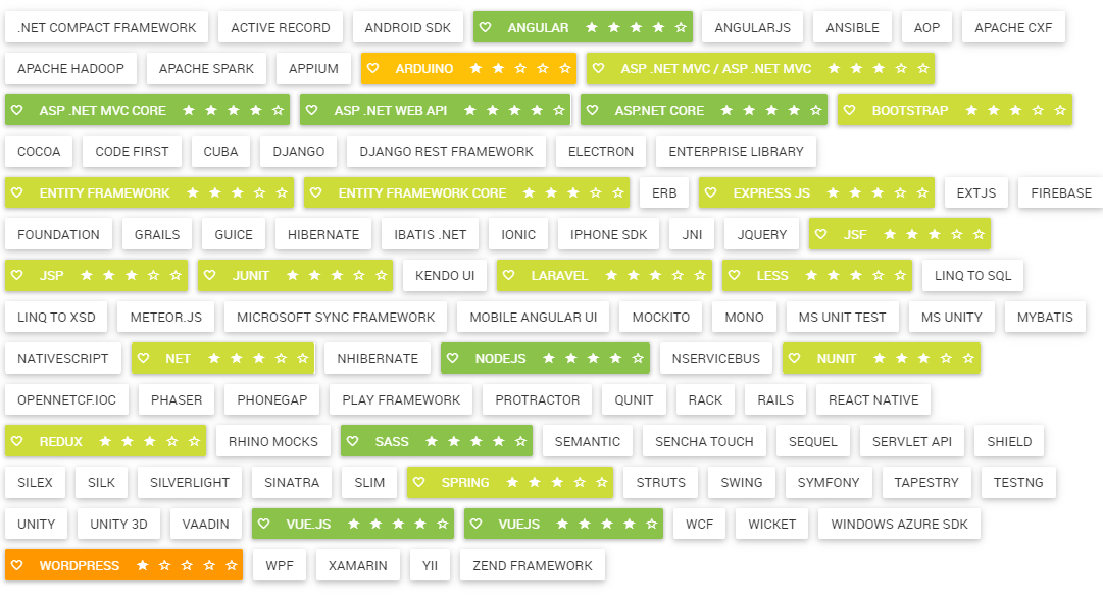 .NET COMPACT FRAMEWORK ACTIVE RECORD ANDROID SDK ANGULAR ANGULARJS ANSIBLE AOP APACHE CXF
APACHE HADOOP APACHE SPARK APPIUM ARDUINO ASP .NET MVC / ASP .NET MVC
ASP .NET MVC CORE ASP .NET WEB API ASP.NET CORE BOOTSTRAP
COCOA CODE FIRST CUBA DJANGO DJANGO REST FRAMEWORK ELECTRON ENTERPRISE LIBRARY
ENTITY FRAMEWORK ENTITY FRAMEWORK CORE ERB EXPRESS JS EXTJS FIREBASE
FOUNDATION GRAILS GUICE HIBERNATE IBATIS .NET IONIC IPHONE SDK JNI JQUERY JSF
JSP JUNIT KENDO UI LARAVEL LESS LINQ TO SQL
LINQ TO XSD METEOR.JS MICROSOFT SYNC FRAMEWORK MOBILE ANGULAR UI MOCKITO MONO MS UNIT TEST MS UNITY MYBATIS
NATIVESCRIPT NET NHIBERNATE NODEJS NSERVICEBUS NUNIT
OPENNETCF.IOC PHASER PHONEGAP PLAY FRAMEWORK PROTRACTOR QUNIT RACK RAILS REACT NATIVE
REDUX RHINO MOCKS SASS SEMANTIC SENCHA TOUCH SEQUEL SERVLET API SHIELD
SILEX SILK SILVERLIGHT SINATRA SLIM SPRING STRUTS SWING SYMFONY TAPESTRY TESTNG
UNITY UNITY 3D VAADIN VUE.JS VUEJS WCF WICKET WINDOWS AZURE SDK
WORDPRESS WPF XAMARIN YII ZEND FRAMEWORK